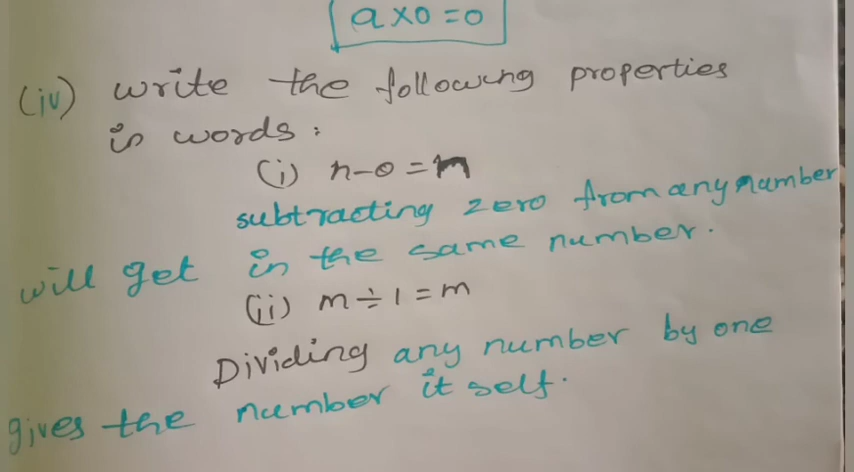 a×0=0
(iv) write the following properties
in words:
(i) n-0=n
subtracting zero from any number
will get in the same number.
(ii) m÷1=m
Dividing any number by one
gives the number it self.